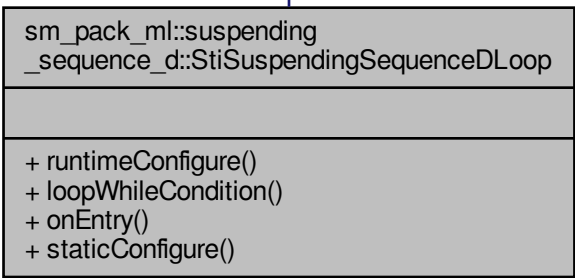 sm_pack_ml::suspending
_sequence_d::StiSuspendingSequenceDLoop
+ runtimeConfigure()
+ loopWhileCondition()
+ onEntry()
+ staticConfigure()